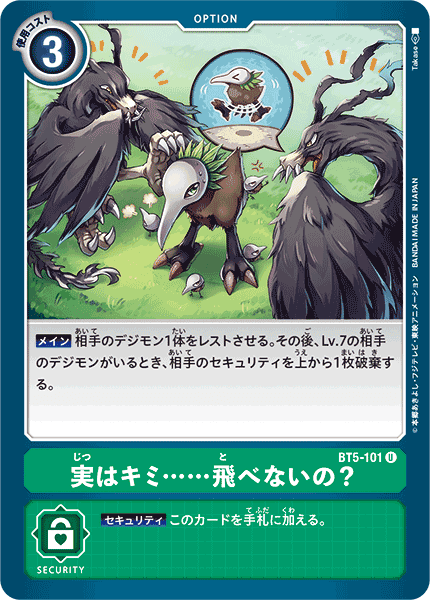 OPTION
使用コスト
3
Takase
©本郷あきよし・フジテレビ・東映アニメーション BANDAI MADE IN JAPAN
メイン 相手のデジモン1体をレストさせる。その後、Lv.7の相手
のデジモンがいるとき、相手のセキュリティを上から1枚破棄す
る。
BT5-101 U
実はキミ……飛べないの？
セキュリティ このカードを手札に加える。
SECURITY